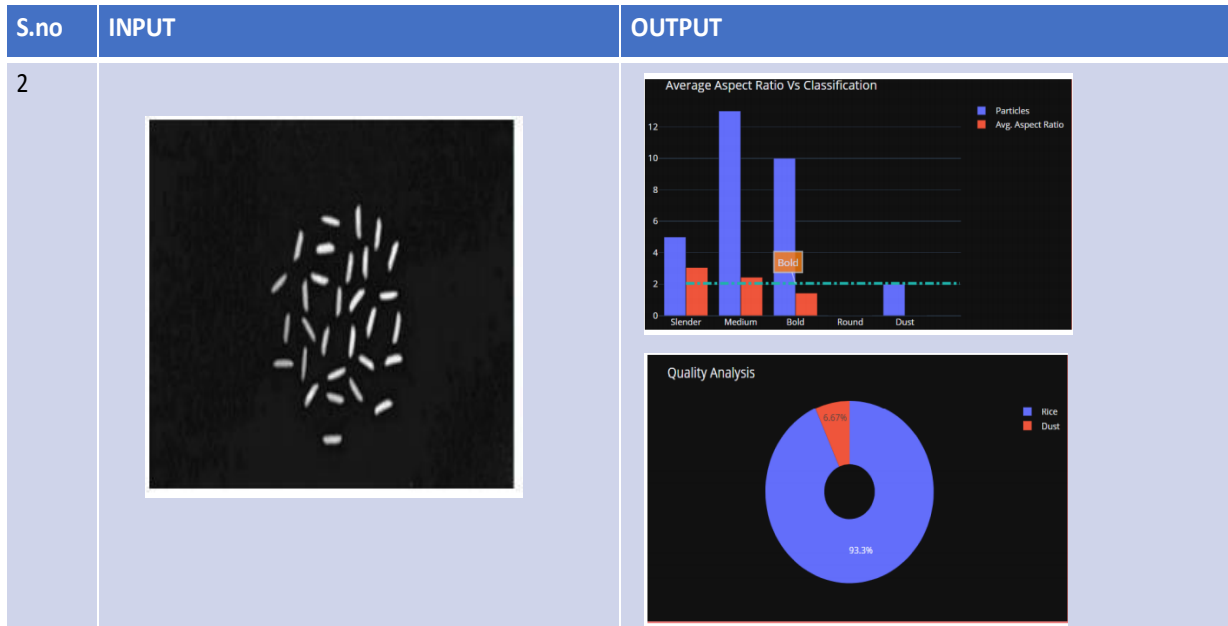 S.no INPUT OUTPUT
2
Average Aspect Ratio Vs Classification
Particles
Avg. Aspect Ratio
12
10
8
6
4
2
0
Bold
Slender Medium Bold Round Dust
Quality Analysis
Rice
Dust
6.67%
93.3%